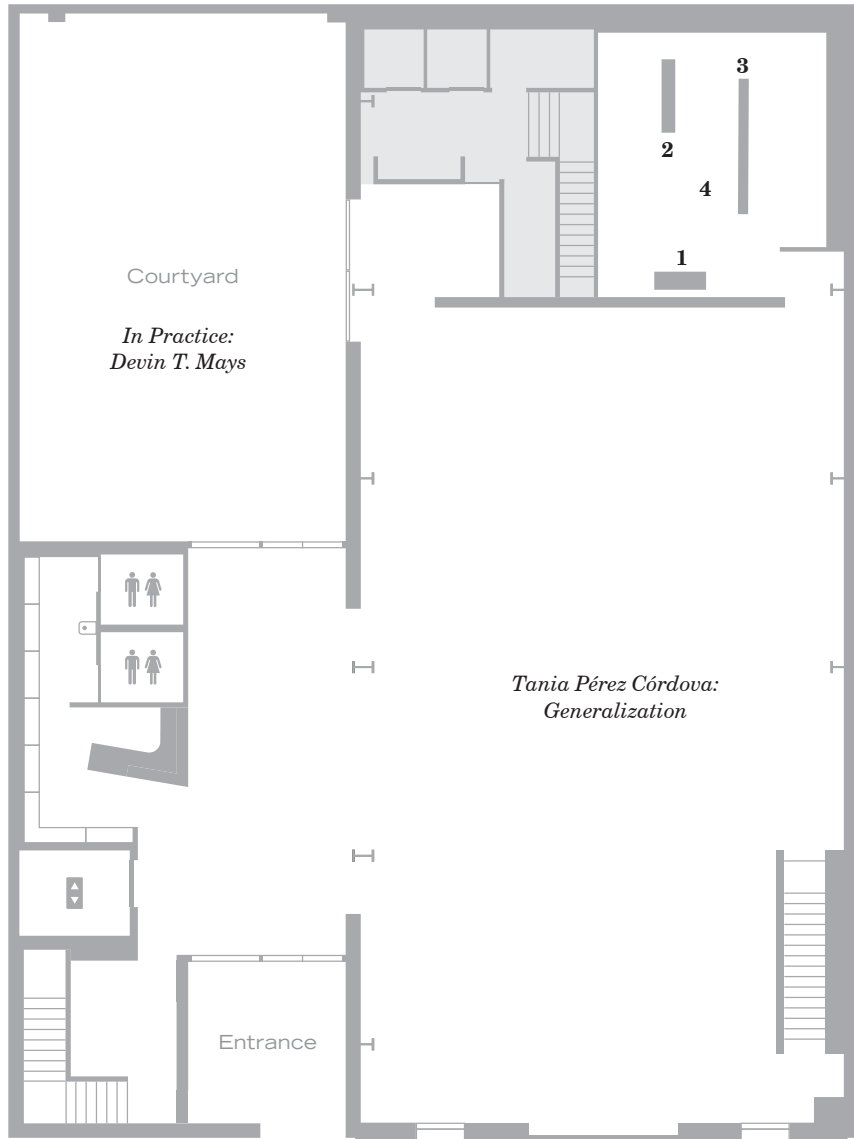 3
2
4
1
Courtyard
In Practice:
Devin T. Mays
Tania Pérez Córdova:
Generalization
Entrance